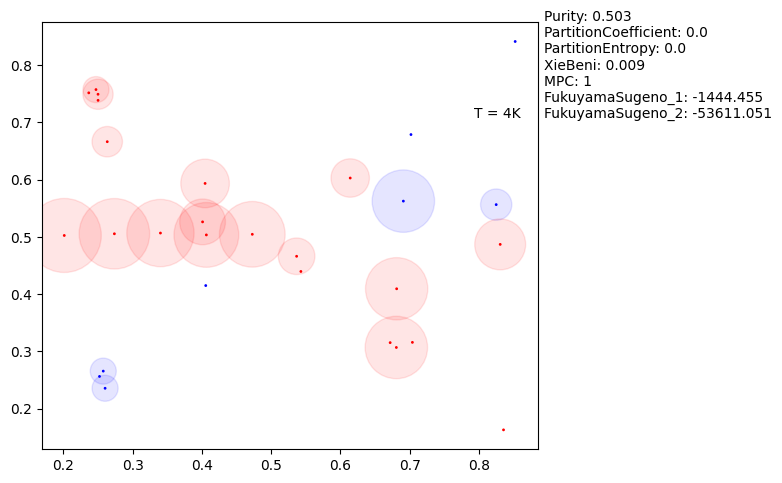 Purity: 0.503
PartitionCoefficient: 0.0
PartitionEntropy: 0.0
XieBeni: 0.009
MPC: 1
FukuyamaSugeno_1: -1444.455
FukuyamaSugeno_2: -53611.051
T = 4K
0.8
0.7
0.6
0.5
0.4
0.3
0.2
0.2 0.3 0.4 0.5 0.6 0.7 0.8